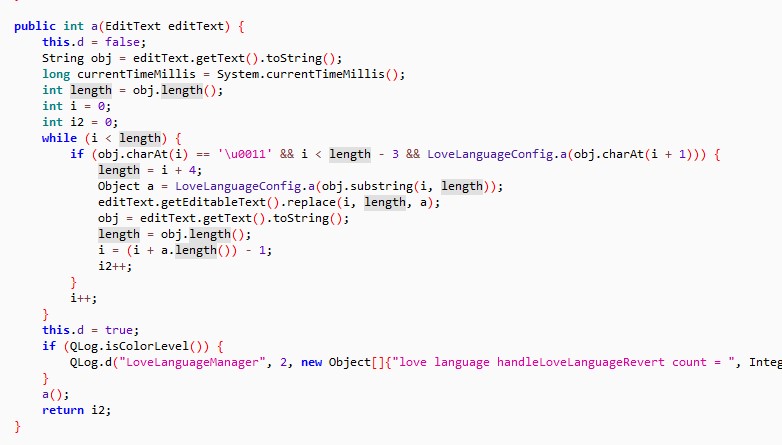 public int a(EditText editText) {
this.d = false;
String obj = editText.getText().toString();
long currentTimeMillis = System.currentTimeMillis();
int length = obj.length();
int i = 0;
int i2 = 0;
while (i < length) {
if (obj.charAt(i) == '\u0011' && i < length - 3 && LoveLanguageConfig.a(obj.charAt(i + 1))) {
length = i + 4;
Object a = LoveLanguageConfig.a(obj.substring(i, length));
editText.getEditableText().replace(i, length, a);
obj = editText.getText().toString();
length = obj.length();
i = (i + a.length()) - 1;
i2++;
}
i++;
}
this.d = true;
if (QLog.isColorLevel()) {
QLog.d("LoveLanguageManager", 2, new Object[]{"love language handleLoveLanguageRevert count = ", Integ
}
a();
return i2;
}